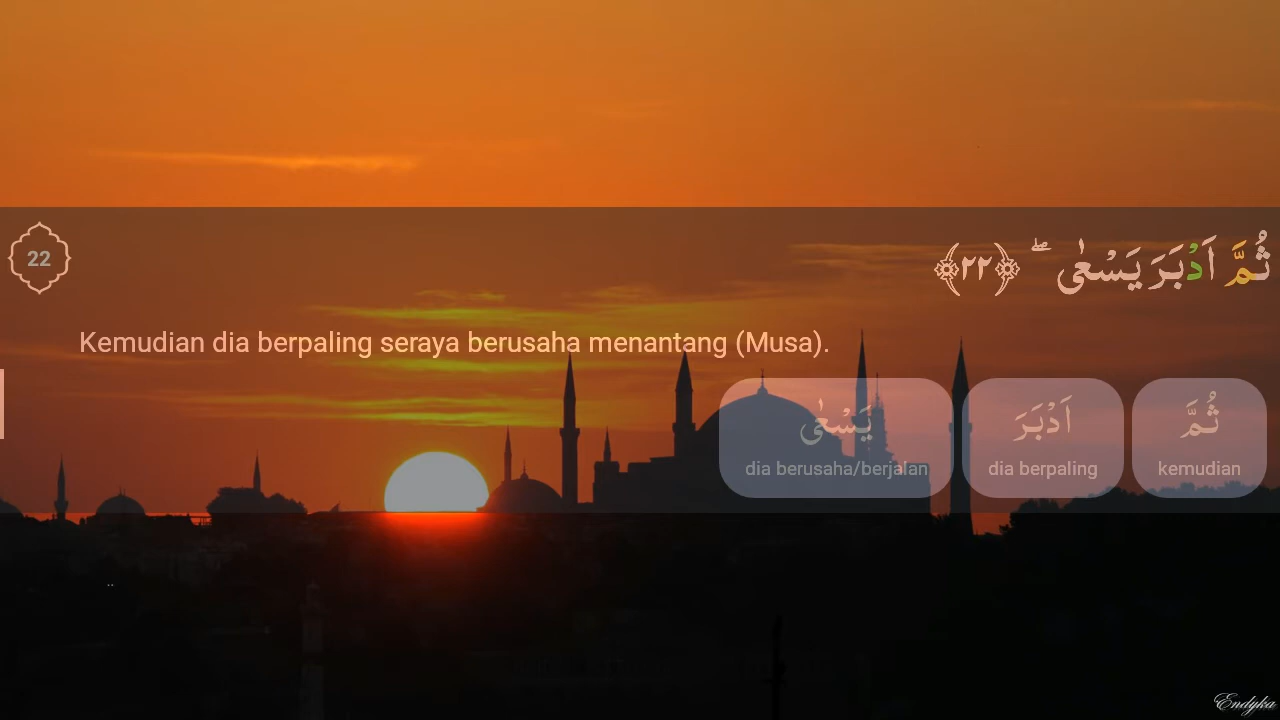 22
ثُمَّ اَدْبَرَ يَسْعٰى ۖ ﴿٢٢﴾
Kemudian dia berpaling seraya berusaha menantang (Musa).
ثُمَّ اَدْبَرَ يَسْعٰى
kemudian dia berpaling dia berusaha/berjalan
Endyka